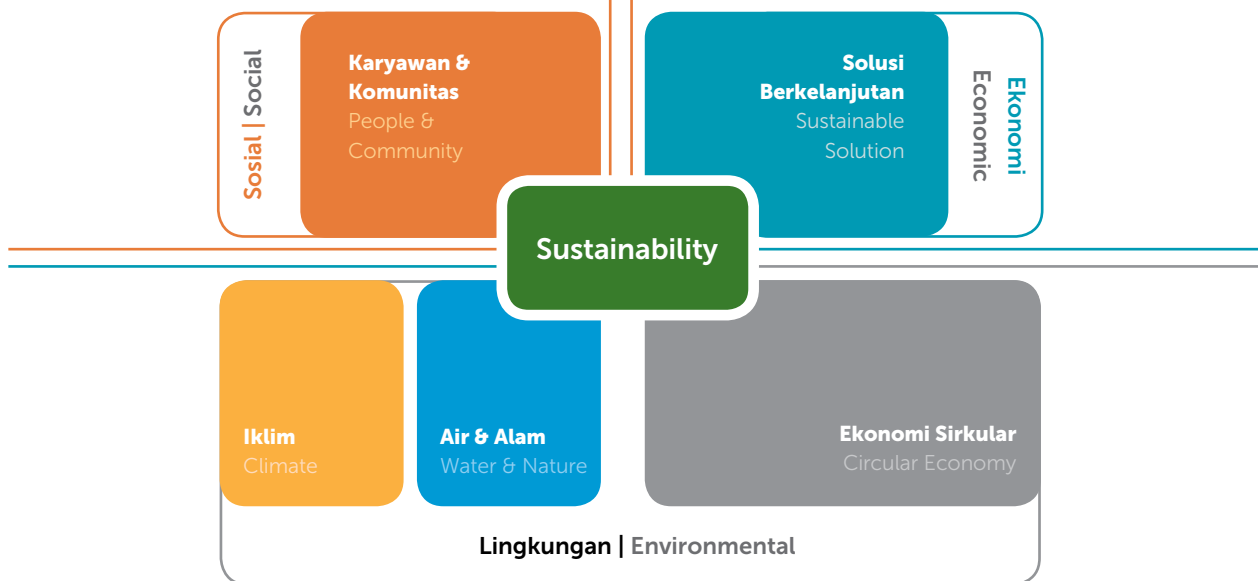 Sosial | Social
Karyawan &
Komunitas
People &
Community
Solusi
Berkelanjutan
Sustainable
Solution
Ekonomi
Economic
Sustainability
Iklim
Climate
Air & Alam
Water & Nature
Ekonomi Sirkular
Circular Economy
Lingkungan | Environmental